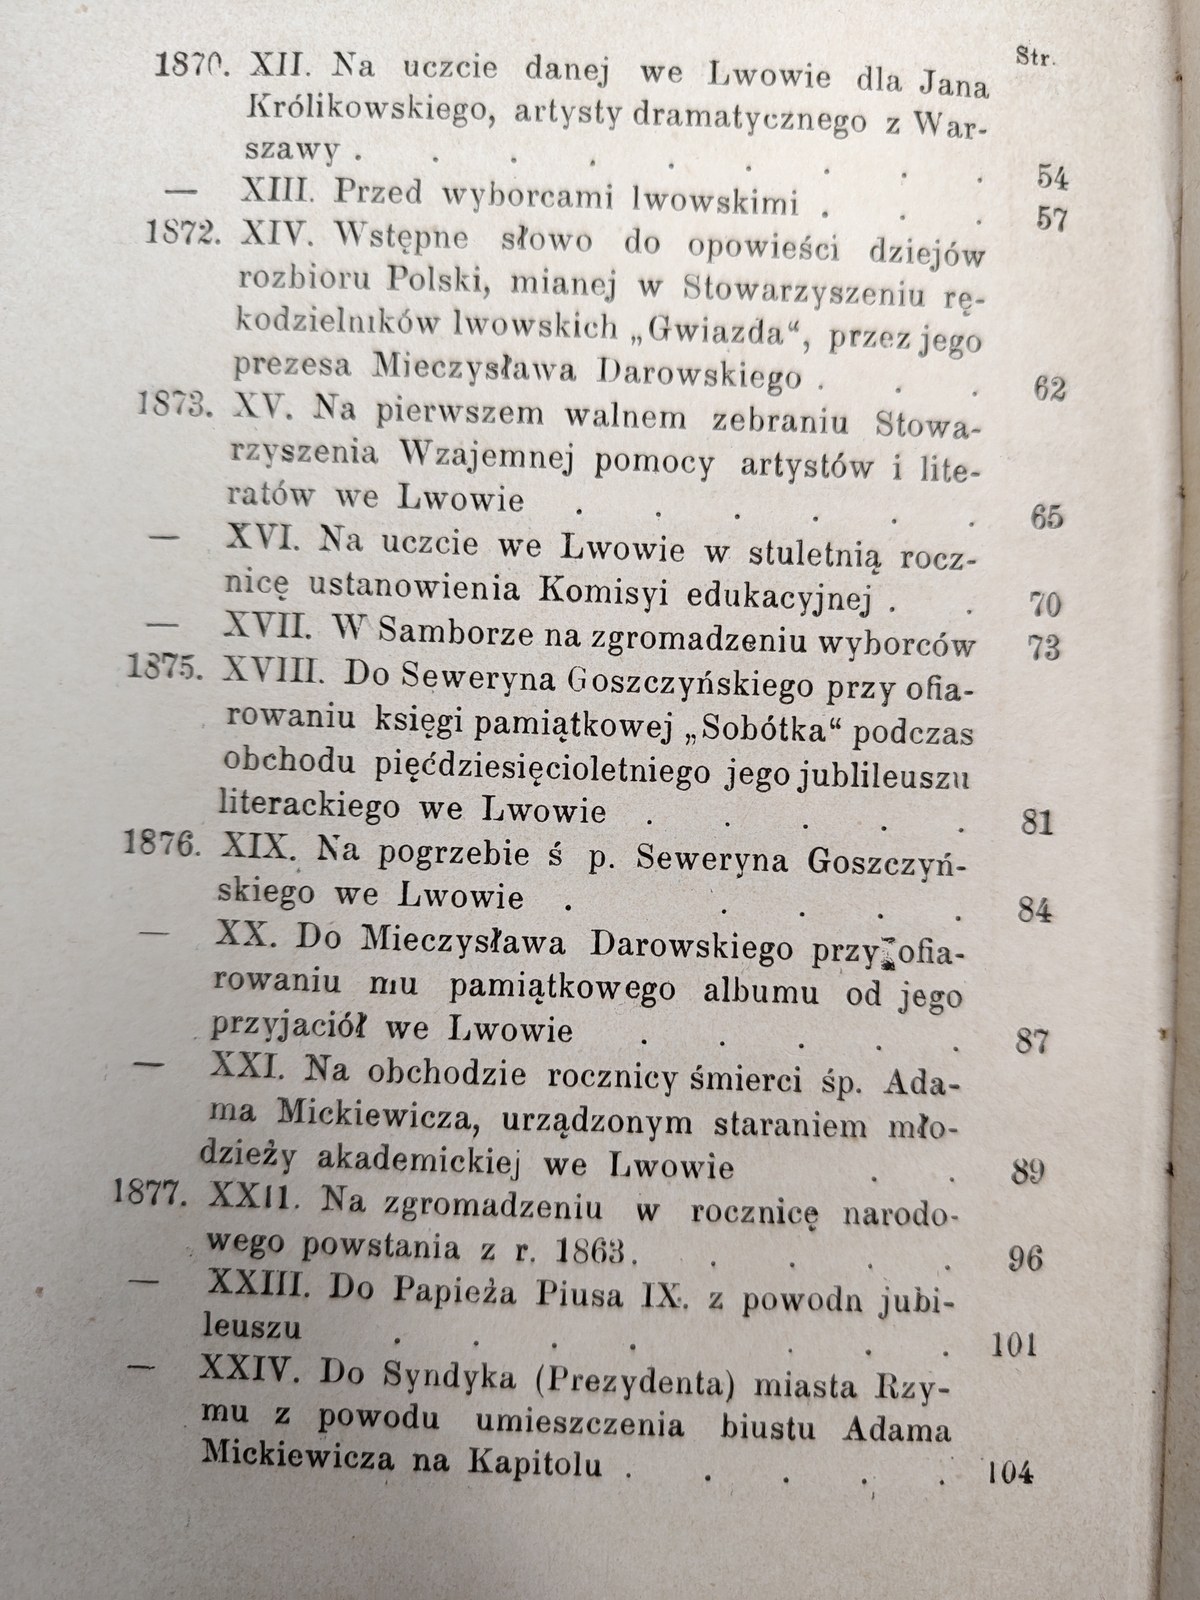 Str.
1870. XII. Na uczcie danej we Lwowie dla Jana
Królikowskiego, artysty dramatycznego z War-
szawy . . . . . . . . . 54
— XIII. Przed wyborcami lwowskimi . . . 57
1872. XIV. Wstępne słowo do opowieści dziejów
rozbioru Polski, mianej w Stowarzyszeniu rę-
kodzielników lwowskich „Gwiazda“, przez jego
prezesa Mieczysława Darowskiego . . . 62
1873. XV. Na pierwszem walnem zebraniu Stowa-
rzyszenia Wzajemnej pomocy artystów i lite-
ratów we Lwowie . . . . . . 65
— XVI. Na uczcie we Lwowie w stuletnią rocz-
nicę ustanowienia Komisyi edukacyjnej . . 70
— XVII. W Samborze na zgromadzeniu wyborców 73
1875. XVIII. Do Seweryna Goszczyńskiego przy ofia-
rowaniu księgi pamiątkowej „Sobótka“ podczas
obchodu pięćdziesięcioletniego jego jublileuszu
literackiego we Lwowie . . . . . 81
1876. XIX. Na pogrzebie ś p. Seweryna Goszczyń-
skiego we Lwowie . . . . . 84
— XX. Do Mieczysława Darowskiego przy ofia-
rowaniu mu pamiątkowego albumu od jego
przyjaciół we Lwowie . . . . . 87
— XXI. Na obchodzie rocznicy śmierci śp. Ada-
ma Mickiewicza, urządzonym staraniem mło-
dzieży akademickiej we Lwowie . . 89
1877. XXII. Na zgromadzeniu w rocznicę narodo-
wego powstania z r. 1863. . . . . 96
— XXIII. Do Papieża Piusa IX. z powodn jubi-
leuszu . . . . . . . 101
— XXIV. Do Syndyka (Prezydenta) miasta Rzy-
mu z powodu umieszczenia biustu Adama
Mickiewicza na Kapitolu . . . . . 104